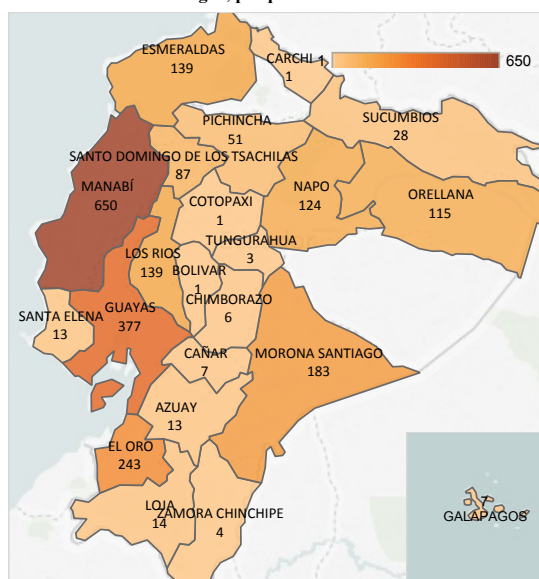 ESMERALDAS
139
CARCHI
1
1
650
PICHINCHA
51
SUCUMBIOS
28
SANTO DOMINGO DE LOS TSACHILAS
87
MANABÍ
650
NAPO
124
ORELLANA
115
COTOPAXI
1
TUNGURAHUA
3
LOS RIOS
139
BOLIVAR
1
CHIMBORAZO
6
SANTA ELENA
13
GUAYAS
377
CAÑAR
7
MORONA SANTIAGO
183
AZUAY
13
EL ORO
243
LOJA
14
ZAMORA CHINCHIPE
4
GALAPAGOS